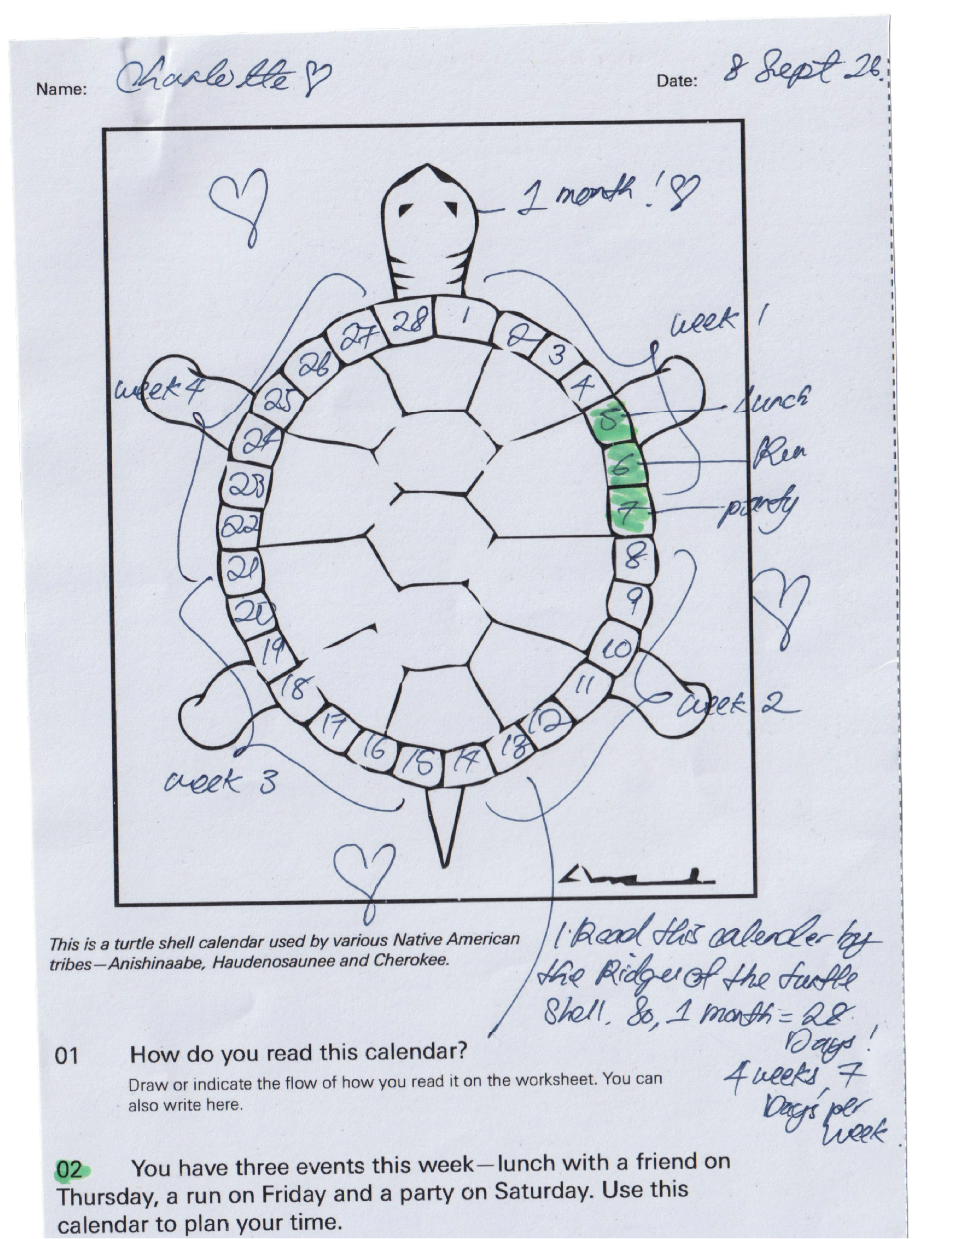 Name: Charlotte
Date: 8 Sept 26.
1 month!
28 1
27 2
3
26 4
week 1
week 4
25 5 Lunch
24 6 Run
23 7 party
22 8
21 9
20 10
19 11
18 12
17 13
16 15 14
week 2
week 3
This is a turtle shell calendar used by various Native American
tribes—Anishinaabe, Haudenosaunee and Cherokee.
I Read this calender by
the Ridges of the turtle
Shell. So, 1 month = 28
Days!
4 weeks, 7
Days per
week.
01 How do you read this calendar?
Draw or indicate the flow of how you read it on the worksheet. You can
also write here.
02 You have three events this week—lunch with a friend on
Thursday, a run on Friday and a party on Saturday. Use this
calendar to plan your time.